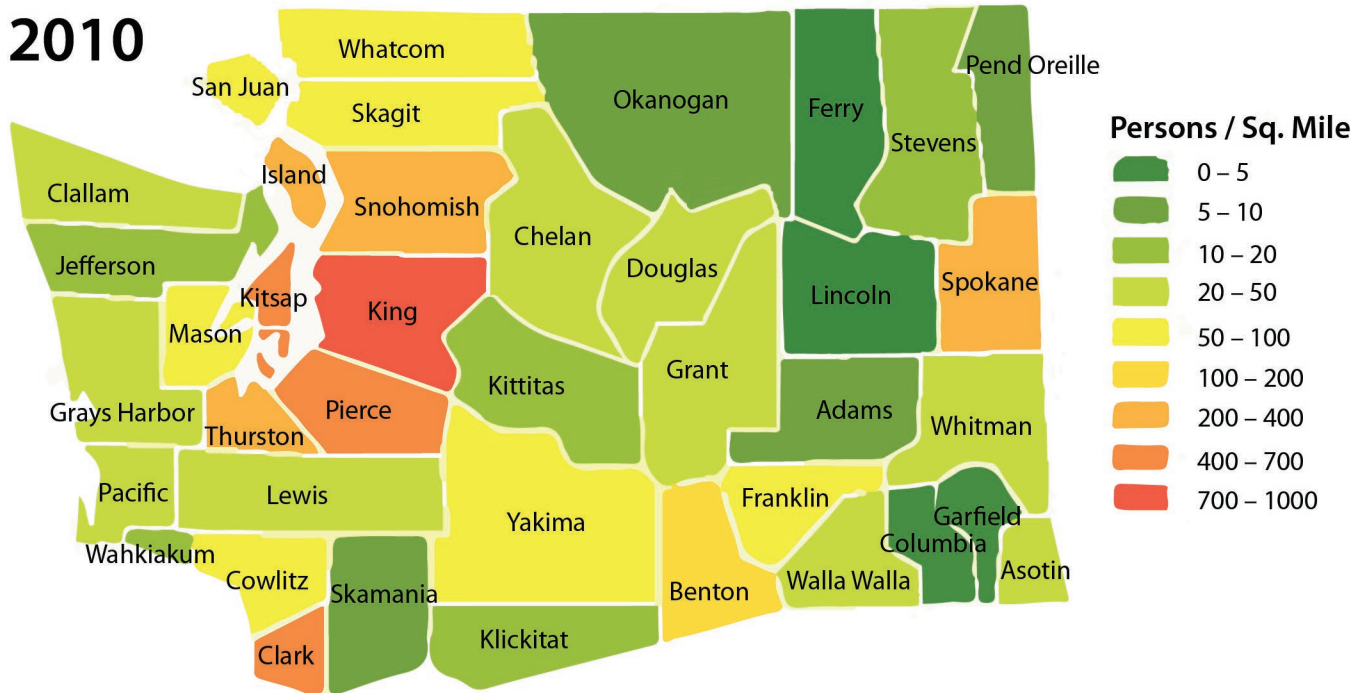 2010
Whatcom
San Juan
Skagit
Okanogan
Ferry
Stevens
Pend Oreille
Island
Clallam
Snohomish
Chelan
Jefferson
Douglas
Kitsap
King
Lincoln
Spokane
Mason
Grant
Kittitas
Adams
Grays Harbor
Pierce
Thurston
Whitman
Pacific
Lewis
Yakima
Franklin
Garfield
Columbia
Wahkiakum
Cowlitz
Skamania
Benton
Walla Walla
Asotin
Klickitat
Clark
Persons / Sq. Mile
0 – 5
5 – 10
10 – 20
20 – 50
50 – 100
100 – 200
200 – 400
400 – 700
700 – 1000